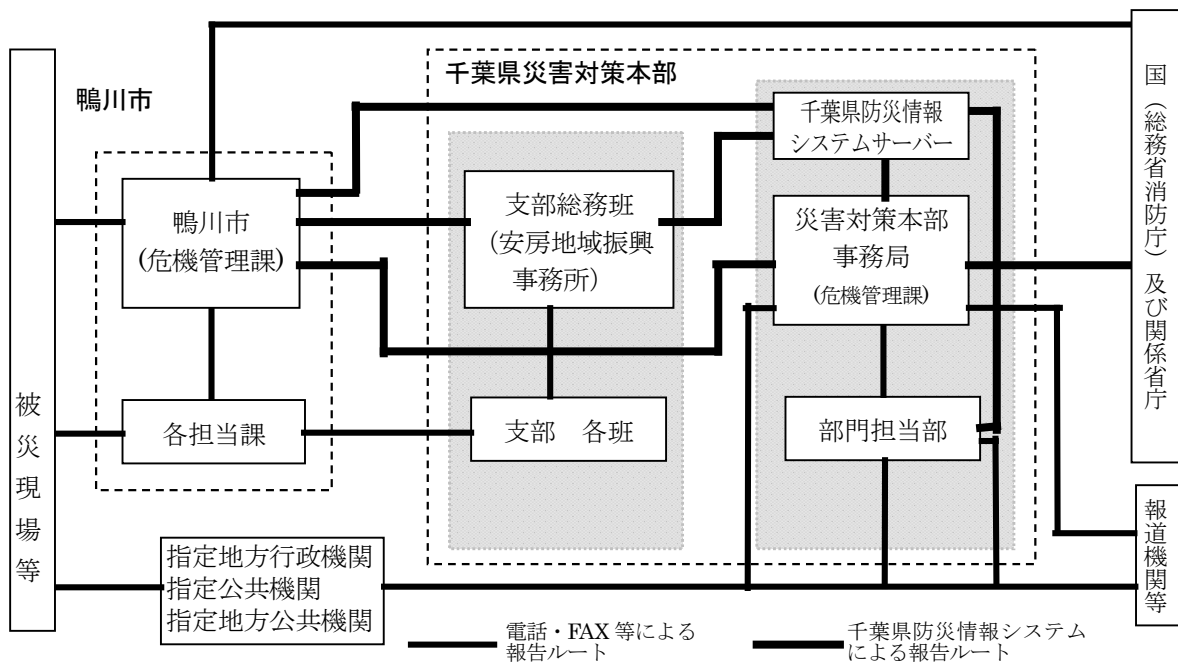 鴨川市
千葉県災害対策本部
被災現場等
鴨川市
(危機管理課)
各担当課
支部総務班
(安房地域振興
事務所)
支部 各班
千葉県防災情報
システムサーバー
災害対策本部
事務局
(危機管理課)
部門担当部
国(総務省消防庁)及び関係省庁
報道機関等
指定地方行政機関
指定公共機関
指定地方公共機関
電話・FAX 等による
報告ルート
千葉県防災情報システム
による報告ルート